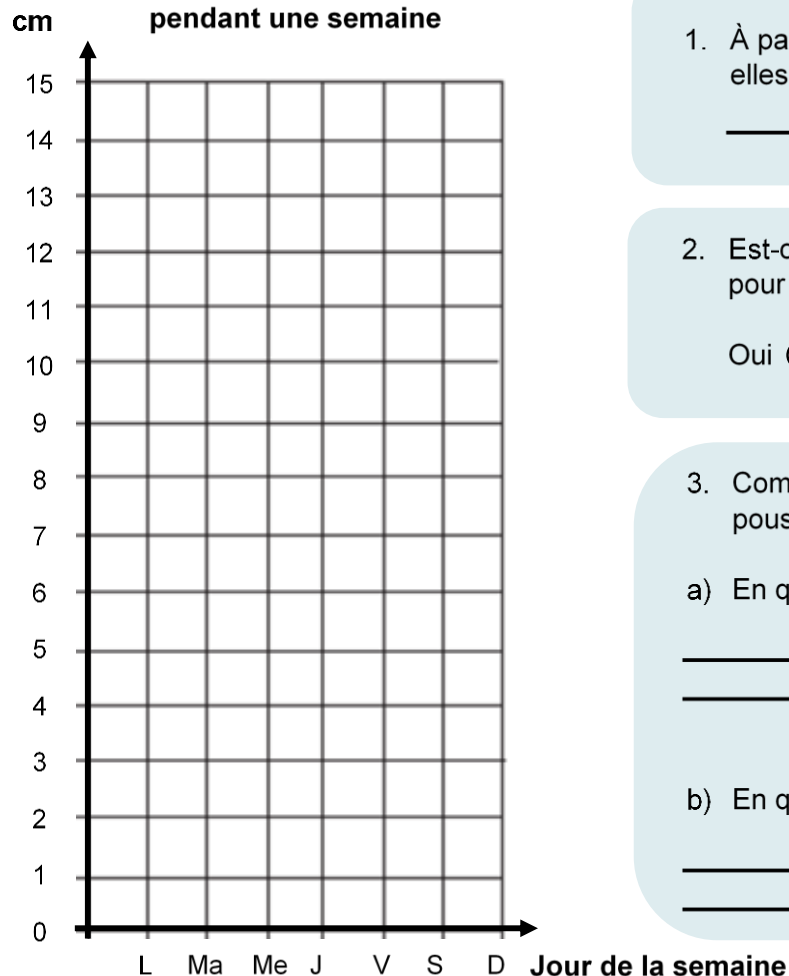 cm
pendant une semaine
15
14
13
12
11
10
9
8
7
6
5
4
3
2
1
0
L Ma Me J V S D
Jour de la semaine
1. À pa
elles
2. Est-
pour
Oui
3. Com
pous
a) En q
b) En q